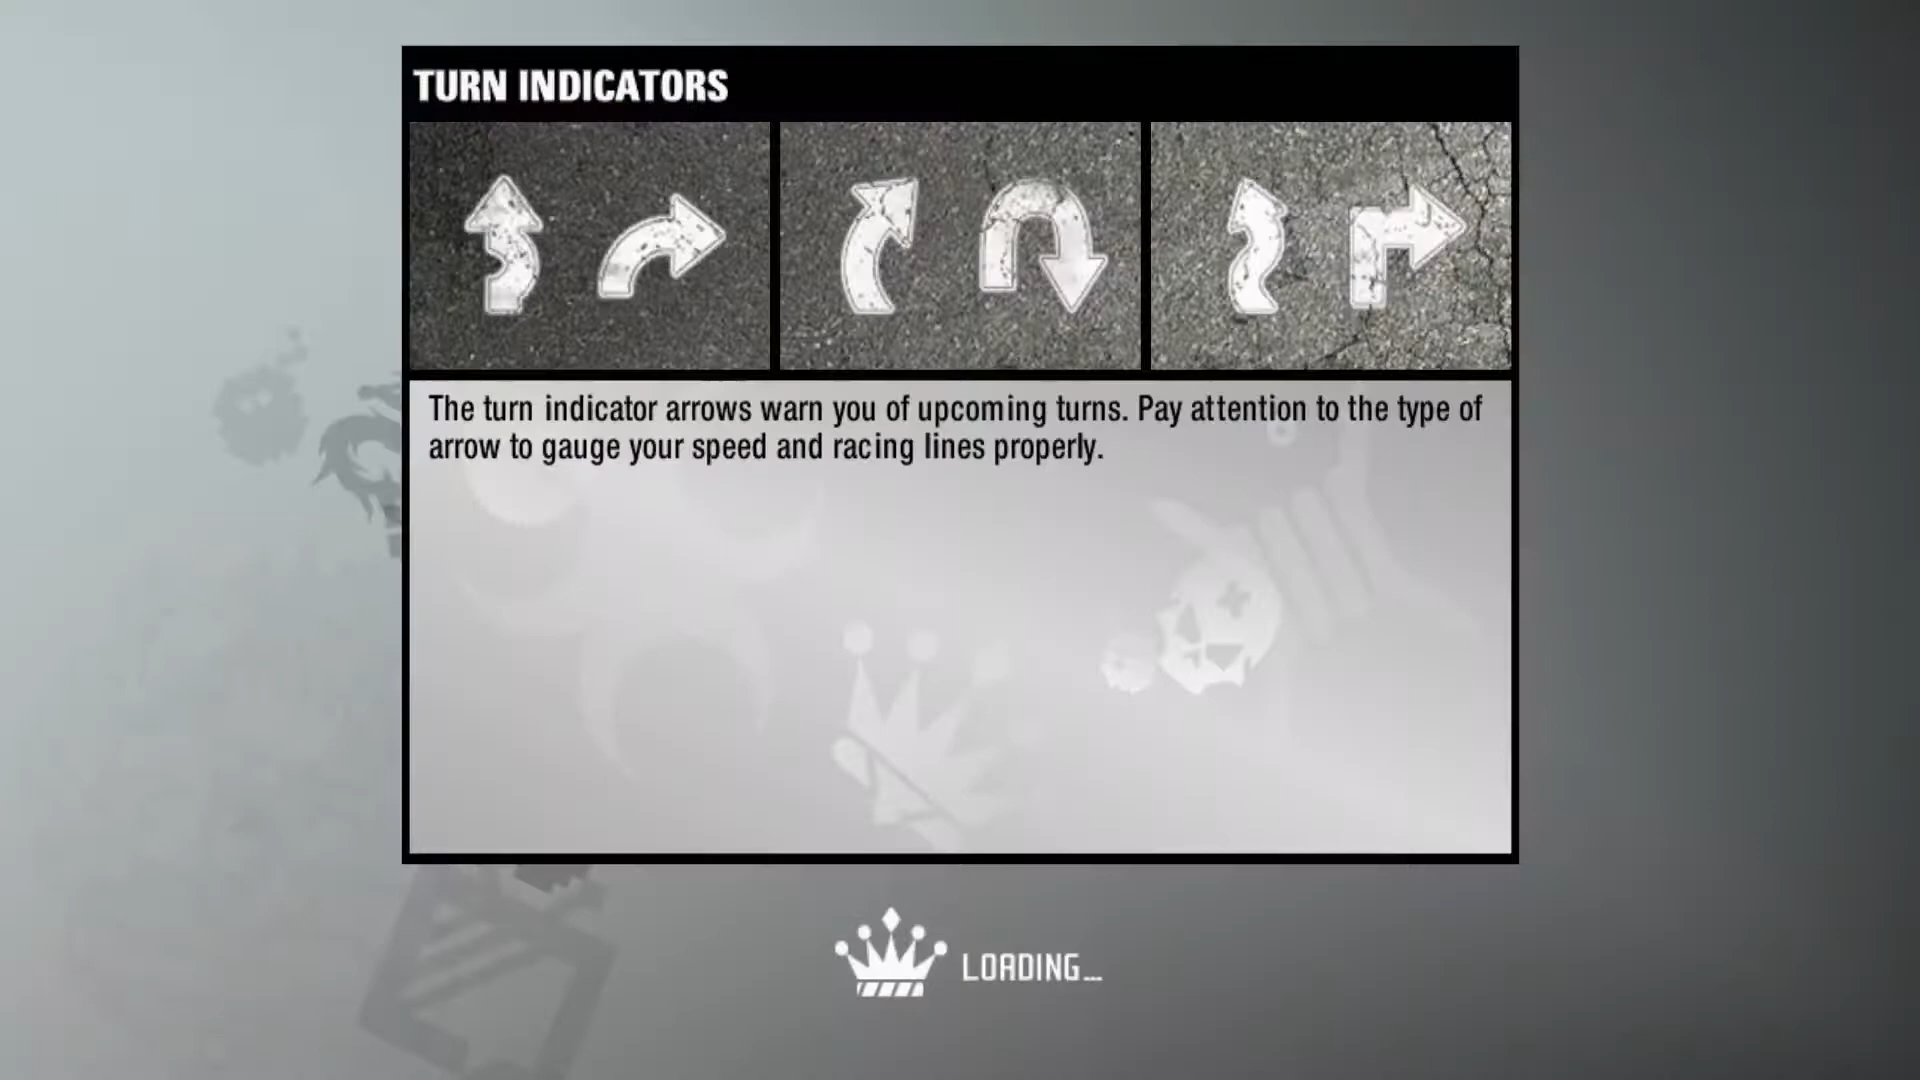 TURN INDICATORS
The turn indicator arrows warn you of upcoming turns. Pay attention to the type of
arrow to gauge your speed and racing lines properly.
LOADING...